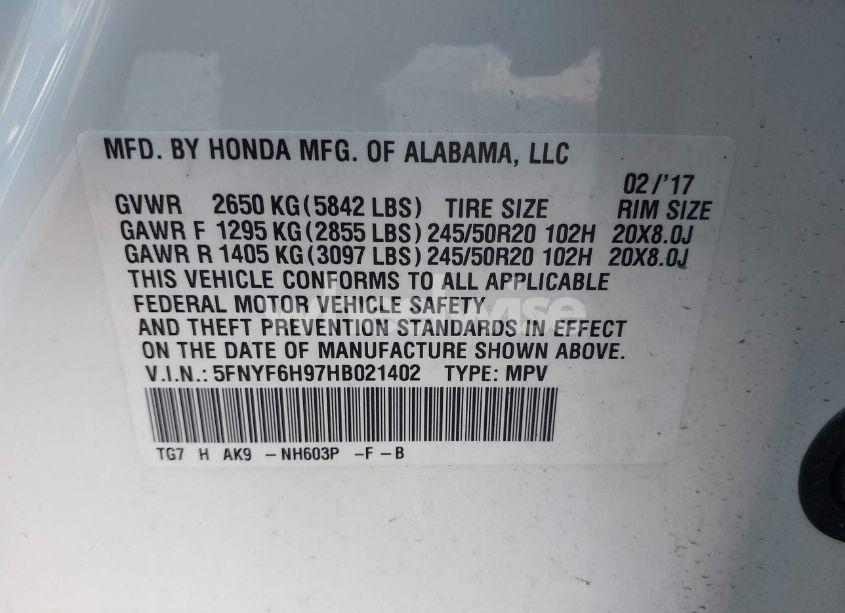 MFD. BY HONDA MFG. OF ALABAMA, LLC
02/'17
GVWR 2650 KG(5842 LBS) TIRE SIZE RIM SIZE
GAWR F 1295 KG(2855 LBS) 245/50R20 102H 20X8.0J
GAWR R 1405 KG(3097 LBS) 245/50R20 102H 20X8.0J
THIS VEHICLE CONFORMS TO ALL APPLICABLE
FEDERAL MOTOR VEHICLE SAFETY
AND THEFT PREVENTION STANDARDS IN EFFECT
ON THE DATE OF MANUFACTURE SHOWN ABOVE.
V.I.N.: 5FNYF6H97HB021402 TYPE: MPV
TG7 H AK9 -NH603P -F-B